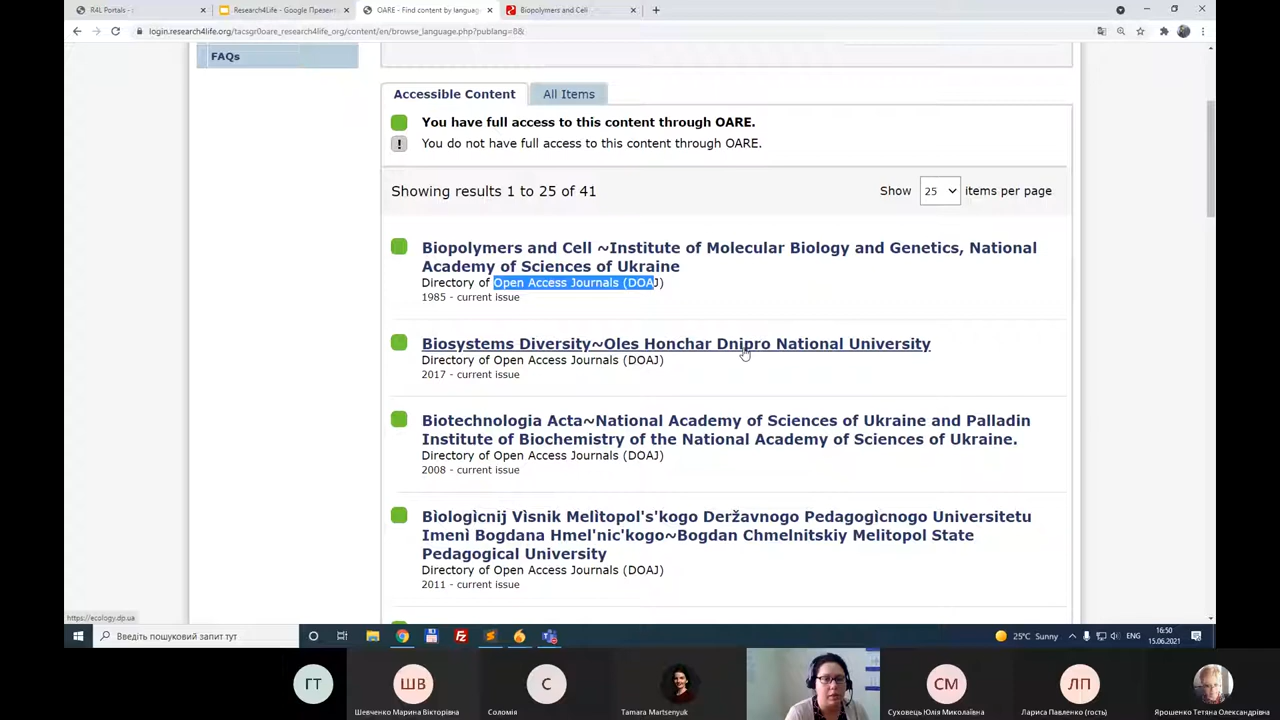 R4L Portals -
Research4Life - Google Презент
OARE - Find content by languag
Biopolymers and Cell
login.research4life.org/tacsgr0oare_research4life_org/content/en/browse_language.php?publang=8&
FAQs
Accessible Content
All Items
You have full access to this content through OARE.
!
You do not have full access to this content through OARE.
Showing results 1 to 25 of 41
Show 25 items per page
Biopolymers and Cell ~Institute of Molecular Biology and Genetics, National
Academy of Sciences of Ukraine
Directory of Open Access Journals (DOAJ)
1985 - current issue
Biosystems Diversity~Oles Honchar Dnipro National University
Directory of Open Access Journals (DOAJ)
2017 - current issue
Biotechnologia Acta~National Academy of Sciences of Ukraine and Palladin
Institute of Biochemistry of the National Academy of Sciences of Ukraine.
Directory of Open Access Journals (DOAJ)
2008 - current issue
Bìologìcnij Vìsnik Melìtopol's'kogo Deržavnogo Pedagogìcnogo Universitetu
Imenì Bogdana Hmel'nic'kogo~Bogdan Chmelnitskiy Melitopol State
Pedagogical University
Directory of Open Access Journals (DOAJ)
2011 - current issue
https://ecology.dp.ua
Введіть пошуковий запит тут
25°C Sunny
ENG
16:50
15.06.2021
ГТ
ШВ
С
СМ
ЛП
Шевченко Марина Вікторівна
Соломія
Tamara Martsenyuk
Суховець Юлія Миколаївна
Лариса Павленко (гость)
Ярошенко Тетяна Олександрівна